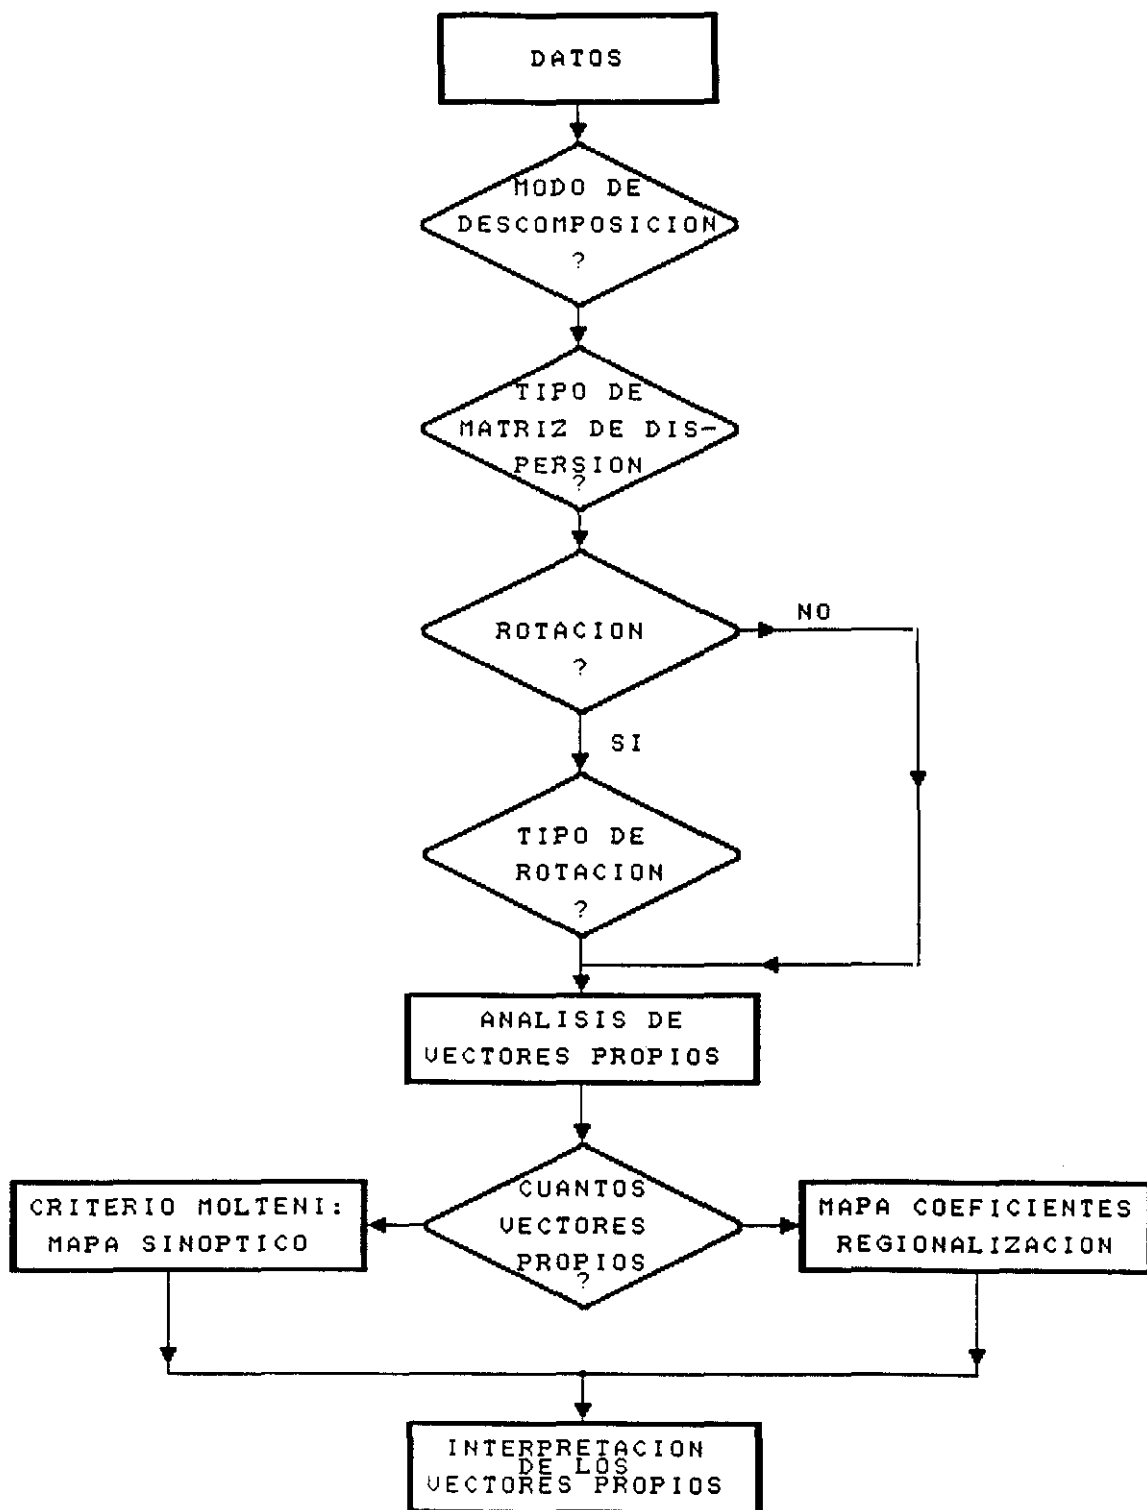 DATOS
MODO DE
DESCOMPOSICION
?
TIPO DE
MATRIZ DE DIS-
PERSION
?
ROTACION
?
NO
SI
TIPO DE
ROTACION
?
ANALISIS DE
VECTORES PROPIOS
CUANTOS
VECTORES
PROPIOS
?
CRITERIO MOLTENI:
MAPA SINOPTICO
MAPA COEFICIENTES
REGIONALIZACION
INTERPRETACION
DE LOS
VECTORES PROPIOS